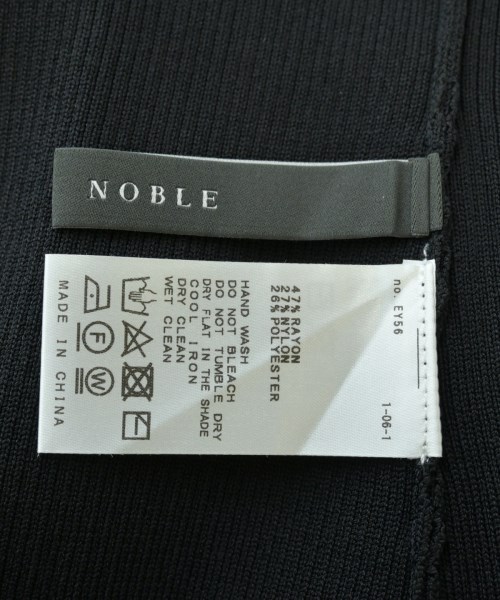 NOBLE
no. EY56
1-06-1
47% RAYON
27% NYLON
26% POLYESTER
HAND WASH
DO NOT BLEACH
DO NOT TUMBLE DRY
DRY FLAT IN THE SHADE
COOL IRON
DRY CLEAN
WET CLEAN
F
W
MADE IN CHINA